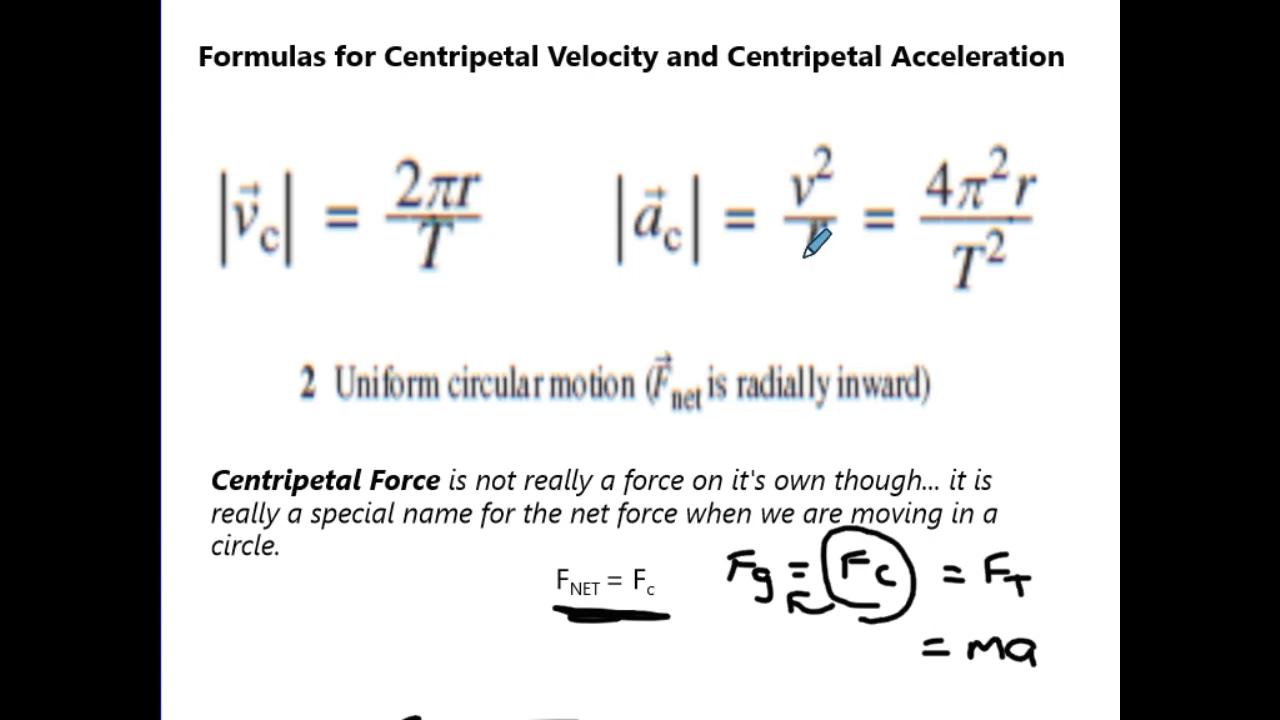 Formulas for Centripetal Velocity and Centripetal Acceleration
|v⃗c| = 2πr/T    |a⃗c| = v²/r = 4π²r/T²
2 Uniform circular motion (F⃗net is radially inward)
Centripetal Force is not really a force on it's own though... it is
really a special name for the net force when we are moving in a
circle.
FNET = Fc
Fg = Fc = FT
= ma